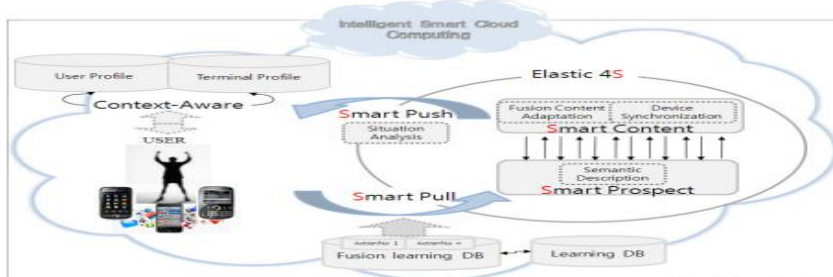 Intelligent Smart Cloud
Computing
User Profile
Terminal Profile
Context-Aware
USER
Elastic 4S
Smart Push
Situation
Analysis
Fusion Content
Adaptation
Device
Synchronization
Smart Content
Semantic
Description
Smart Prospect
Smart Pull
Fusion learning DB
Learning DB